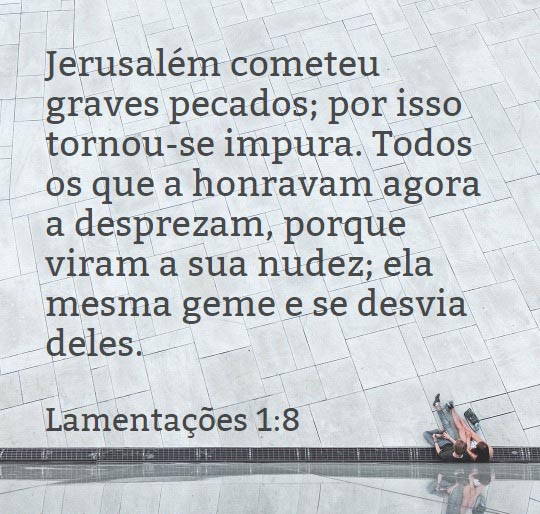 Jerusalém cometeu
graves pecados; por isso
tornou-se impura. Todos
os que a honravam agora
a desprezam, porque
viram a sua nudez; ela
mesma geme e se desvia
deles.
Lamentações 1:8